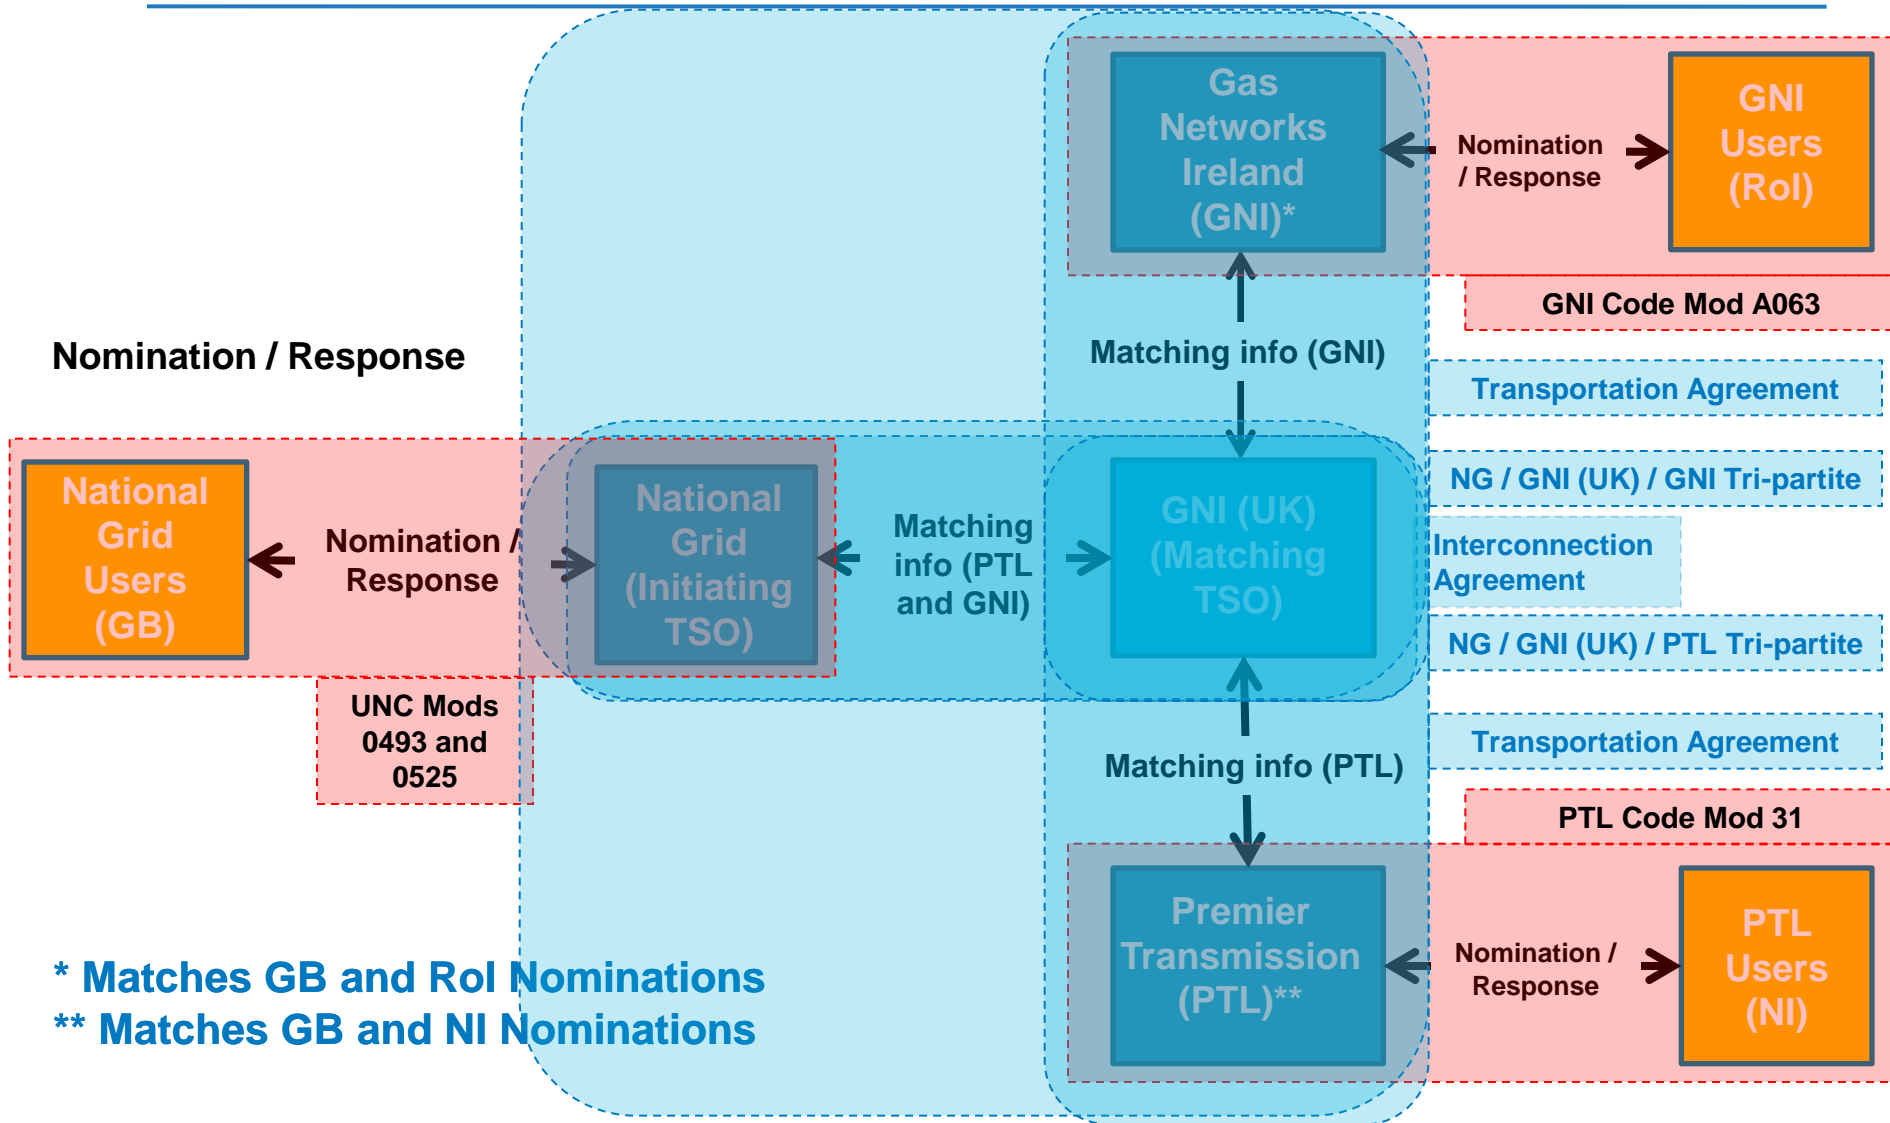 Gas
Networks
Ireland
(GNI)*
Nomination
/ Response
GNI
Users
(RoI)
GNI Code Mod A063
Nomination / Response
Matching info (GNI)
Transportation Agreement
NG / GNI (UK) / GNI Tri-partite
National
Grid
Users
(GB)
Nomination /
Response
National
Grid
(Initiating
TSO)
Matching
info (PTL
and GNI)
GNI (UK)
(Matching
TSO)
Interconnection
Agreement
NG / GNI (UK) / PTL Tri-partite
UNC Mods
0493 and
0525
Transportation Agreement
Matching info (PTL)
PTL Code Mod 31
Premier
Transmission
(PTL)**
Nomination /
Response
PTL
Users
(NI)
* Matches GB and RoI Nominations
** Matches GB and NI Nominations